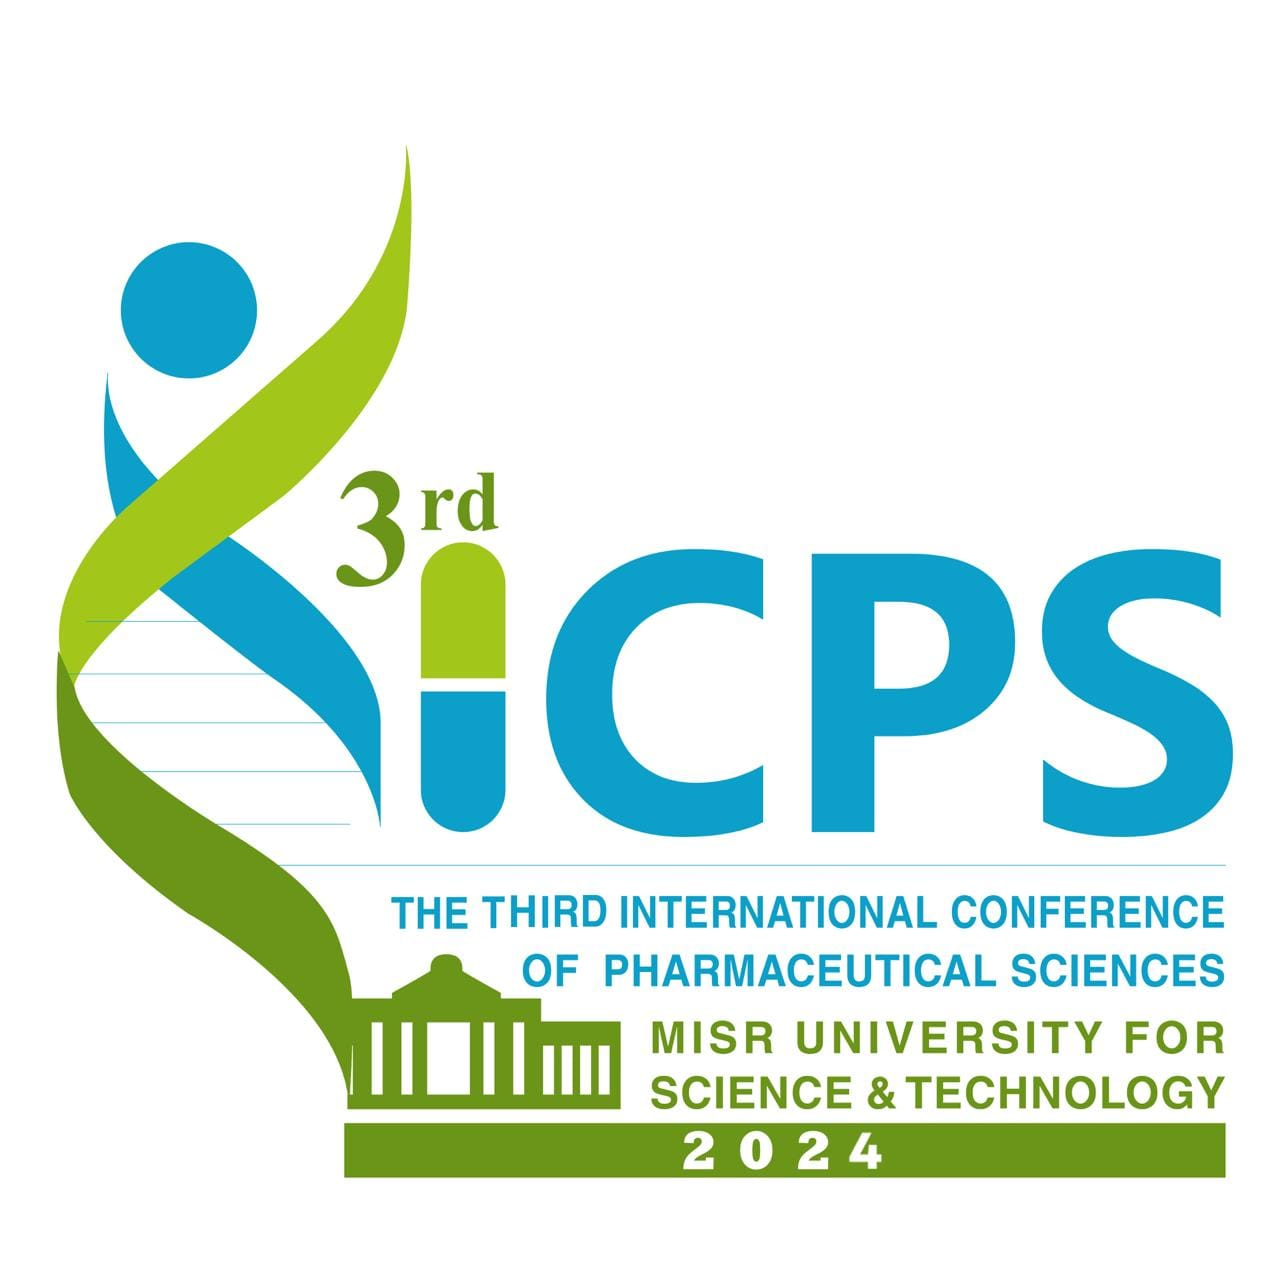 3rd
ICPS
THE THIRD INTERNATIONAL CONFERENCE
OF PHARMACEUTICAL SCIENCES
MISR UNIVERSITY FOR
SCIENCE & TECHNOLOGY
2024